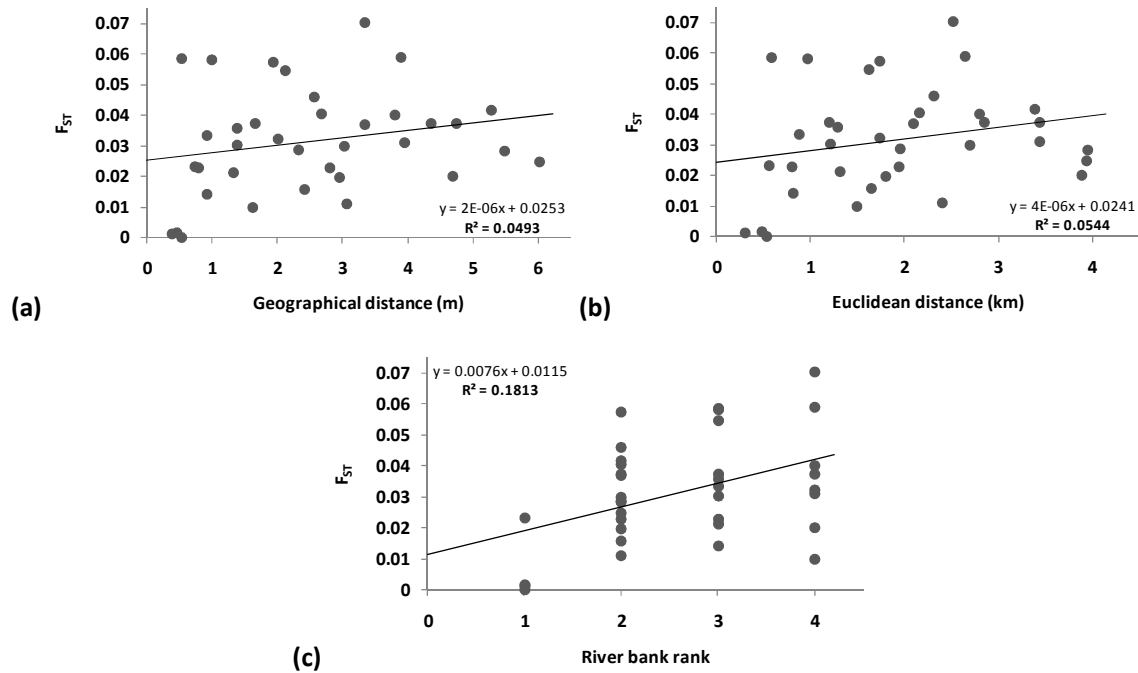 0.07
0.06
0.05
0.04
0.03
0.02
0.01
0
F_ST
y = 2E-06x + 0.0253
R² = 0.0493
0 1 2 3 4 5 6
Geographical distance (m)
(a)
0.07
0.06
0.05
0.04
0.03
0.02
0.01
0
F_ST
y = 4E-06x + 0.0241
R² = 0.0544
0 1 2 3 4
Euclidean distance (km)
(b)
0.07
0.06
0.05
0.04
0.03
0.02
0.01
0
F_ST
y = 0.0076x + 0.0115
R² = 0.1813
0 1 2 3 4
River bank rank
(c)